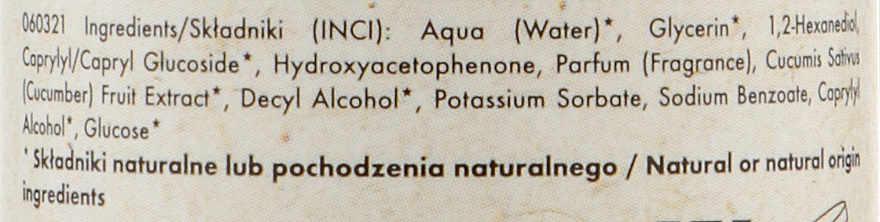 060321 Ingredients/Składniki (INCI): Aqua (Water)*, Glycerin*, 1,2-Hexanediol,
Caprylyl/Capryl Glucoside*, Hydroxyacetophenone, Parfum (Fragrance), Cucumis Sativus
(Cucumber) Fruit Extract*, Decyl Alcohol*, Potassium Sorbate, Sodium Benzoate, Caprylyl
Alcohol*, Glucose*
* Składniki naturalne lub pochodzenia naturalnego / Natural or natural origin
ingredients